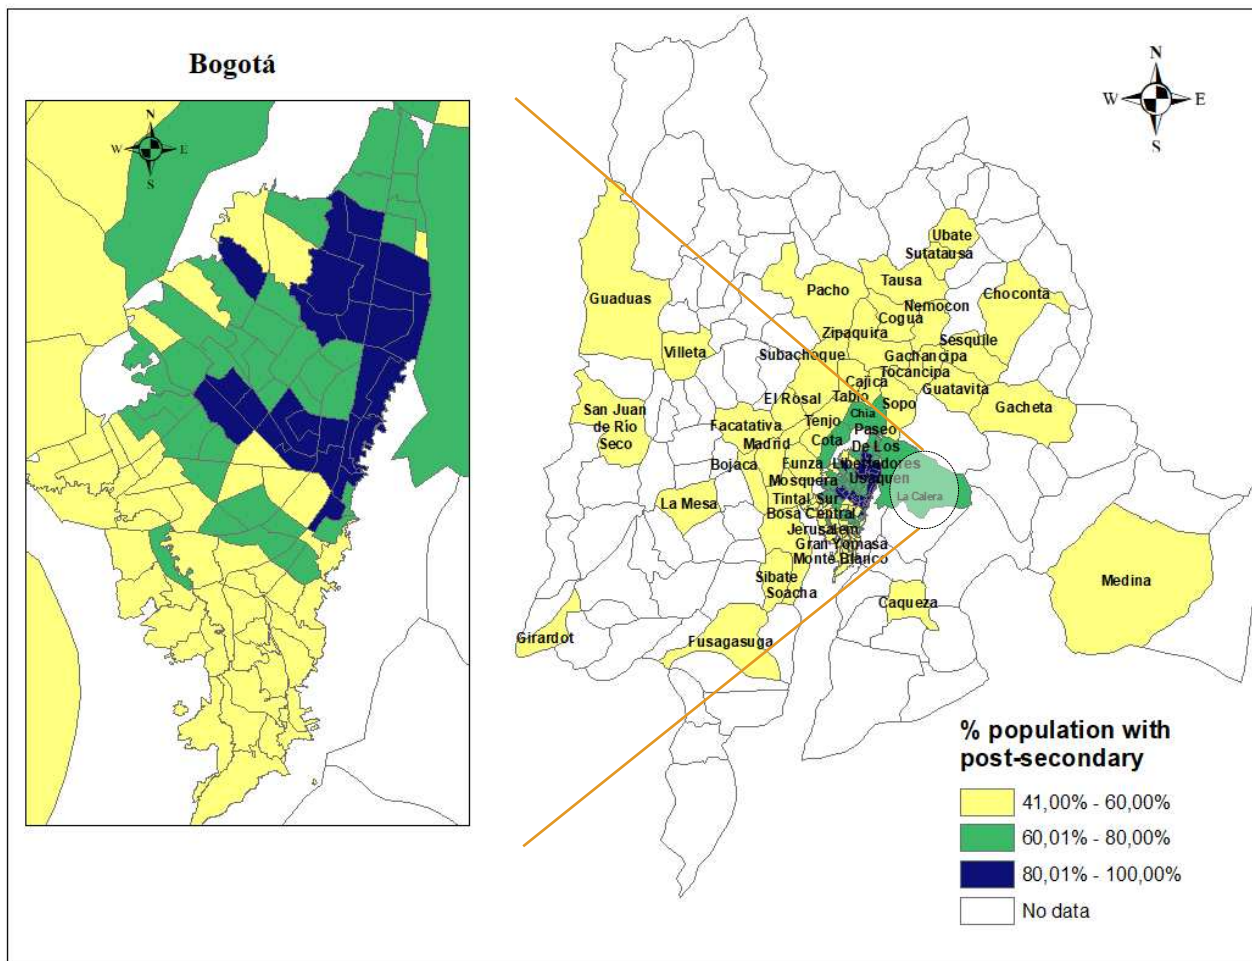 Bogotá
N
W
E
S
N
W
E
S
Ubate
Sutatausa
Tausa
Choconta
Pacho
Guaduas
Nemocon
Cogua
Zipaquira
Sesquile
Villeta
Subachoque
Gachancipa
Tocancipa
Cajica
Guatavita
El Rosal
Tabio
Sopo
Gacheta
San Juan
de Rio
Seco
Chia
Facatativa
Tenjo
Paseo
De Los
Libertadores
Madrid
Cota
Bojaca
Funza
Mosquera
Usaquen
La Calera
La Mesa
Tintal Sur
Bosa Central
Jerusalem
Gran Yomasa
Monte Blanco
Sibate
Soacha
Medina
Caqueza
Girardot
Fusagasuga
% population with
post-secondary
41,00% - 60,00%
60,01% - 80,00%
80,01% - 100,00%
No data